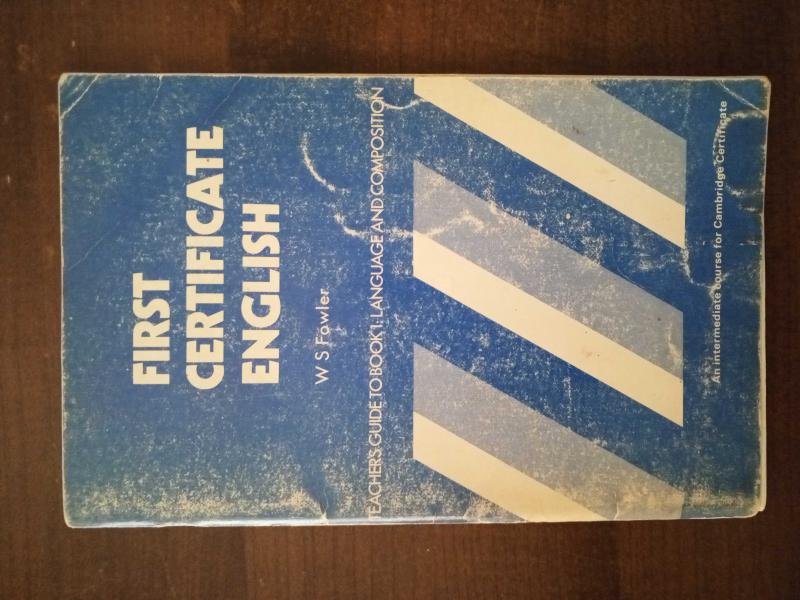 FIRST
CERTIFICATE
ENGLISH
W S Fowler
TEACHER'S GUIDE TO BOOK 1: LANGUAGE AND COMPOSITION
An intermediate course for Cambridge Certificate